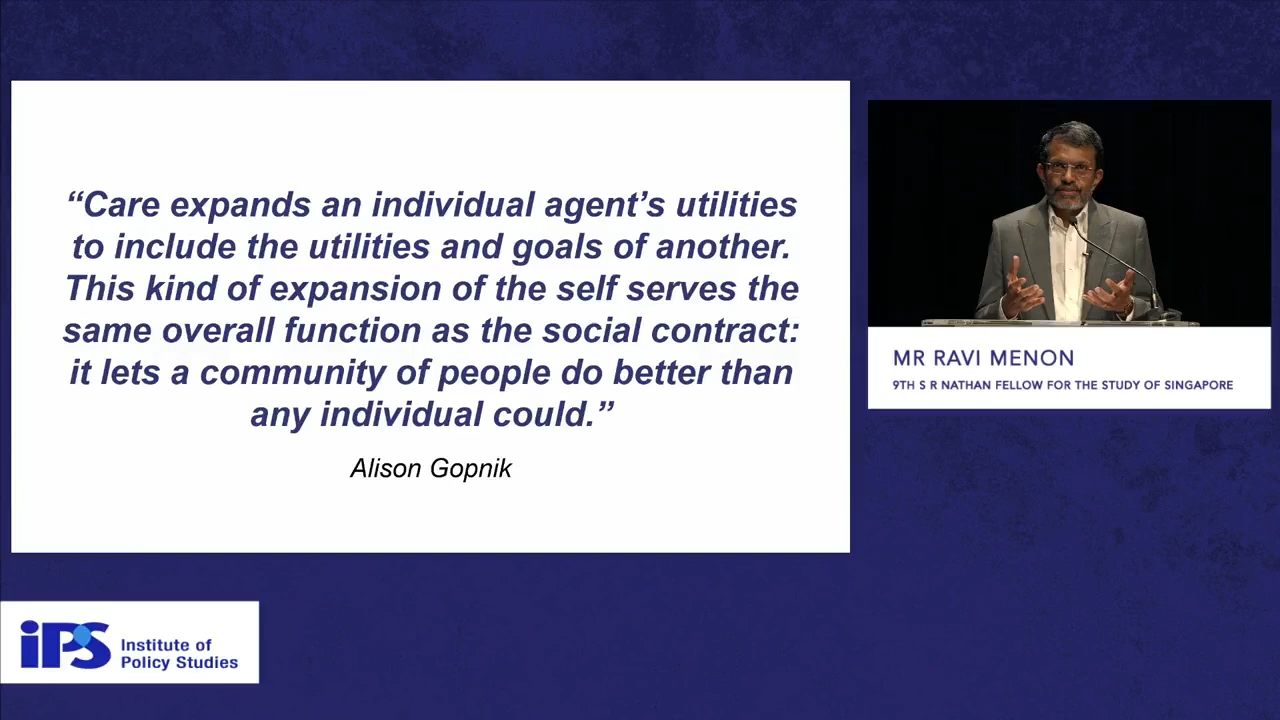 “Care expands an individual agent’s utilities
to include the utilities and goals of another.
This kind of expansion of the self serves the
same overall function as the social contract:
it lets a community of people do better than
any individual could.”
Alison Gopnik
MR RAVI MENON
9TH S R NATHAN FELLOW FOR THE STUDY OF SINGAPORE
iPS
Institute of
Policy Studies